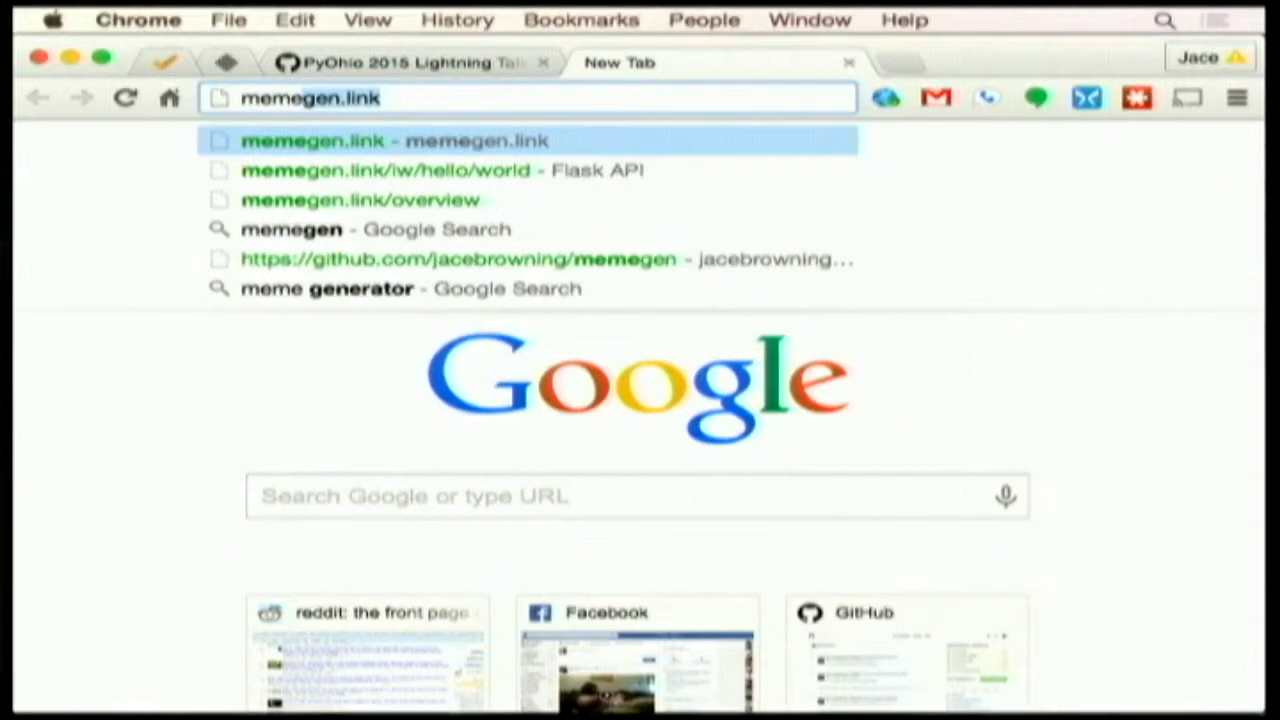 Chrome File Edit View History Bookmarks People Window Help
PyOhio 2015 Lightning Tal New Tab Jace
memegen.link
memegen.link - memegen.link
memegen.link/iw/hello/world - Flask API
memegen.link/overview
memegen - Google Search
https://github.com/jacebrowning/memegen - jacebrowning...
meme generator - Google Search
Google
Search Google or type URL
reddit: the front page Facebook GitHub